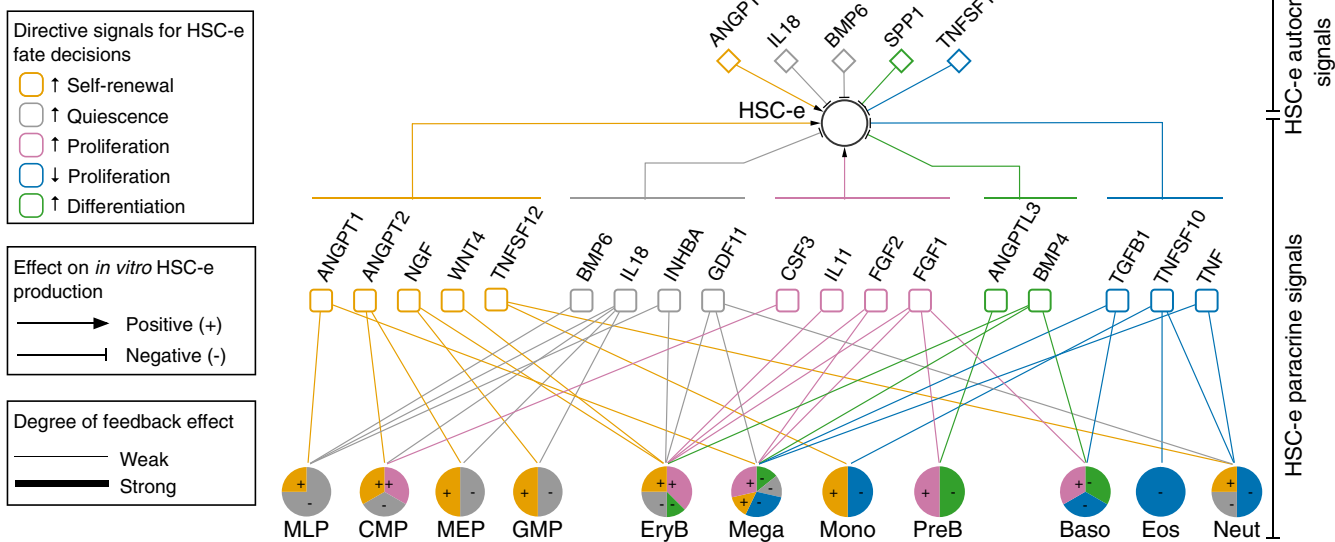 Directive signals for HSC-e
fate decisions
↑ Self-renewal
↑ Quiescence
↑ Proliferation
↓ Proliferation
↑ Differentiation
Effect on in vitro HSC-e
production
Positive (+)
Negative (-)
Degree of feedback effect
Weak
Strong
IL18
BMP6
SPP1
HSC-e
HSC-e
signals
ANGPT1
ANGPT2
NGF
WNT4
TNFSF12
BMP6
IL18
INHBA
GDF11
CSF3
IL11
FGF2
FGF1
ANGPTL3
BMP4
TGFB1
TNFSF10
TNF
HSC-e paracrine signals
+ -
+ + -
+ -
+ -
+ + - -
+ - - - +
+ -
+ -
+ - -
-
+ - -
MLP
CMP
MEP
GMP
EryB
Mega
Mono
PreB
Baso
Eos
Neut